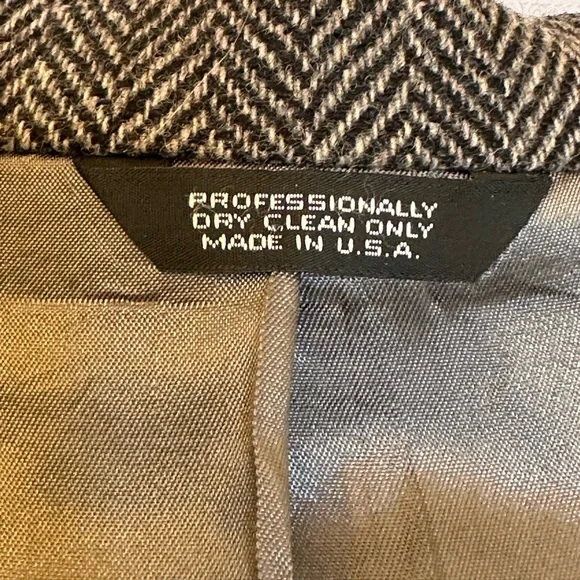 PROFESSIONALLY
DRY CLEAN ONLY
MADE IN U.S.A.